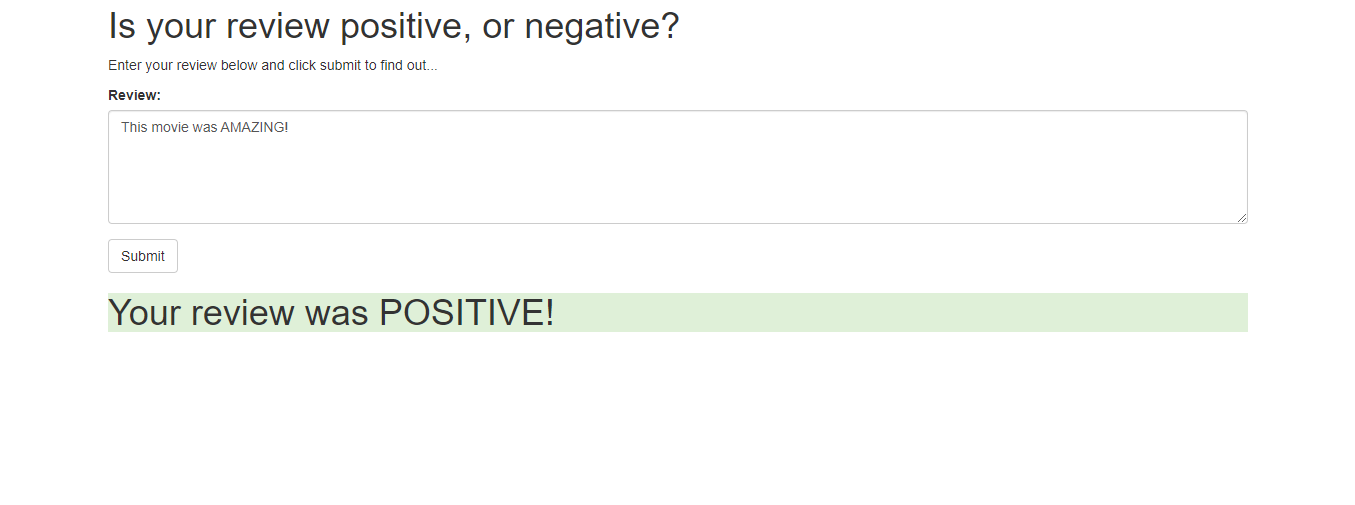 Is your review positive, or negative?
Enter your review below and click submit to find out...
Review:
This movie was AMAZING!
Submit
Your review was POSITIVE!